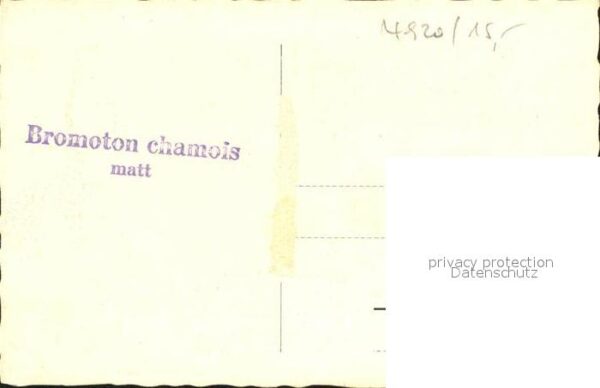 4920/15,-
Bromoton chamois
matt
privacy protection
Datenschutz